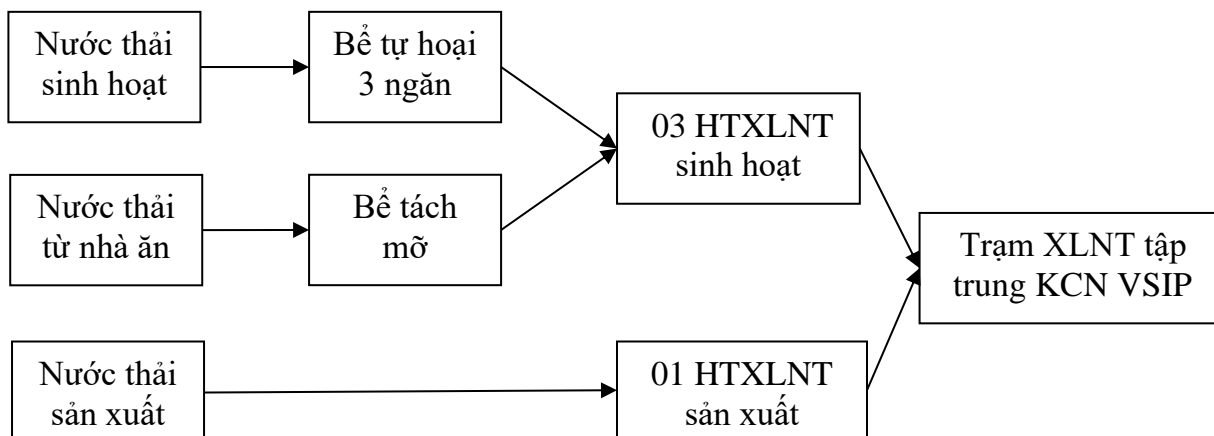 Nước thải
sinh hoạt
Bể tự hoại
3 ngăn
03 HTXLNT
sinh hoạt
Nước thải
từ nhà ăn
Bể tách
mỡ
Trạm XLNT tập
trung KCN VSIP
Nước thải
sản xuất
01 HTXLNT
sản xuất